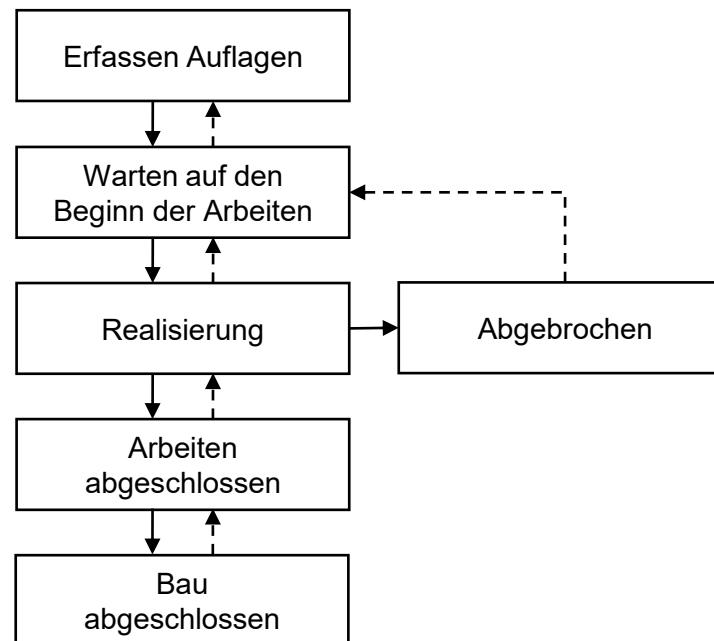 Erfassen Auflagen
Warten auf den
Beginn der Arbeiten
Realisierung
Abgebrochen
Arbeiten
abgeschlossen
Bau
abgeschlossen